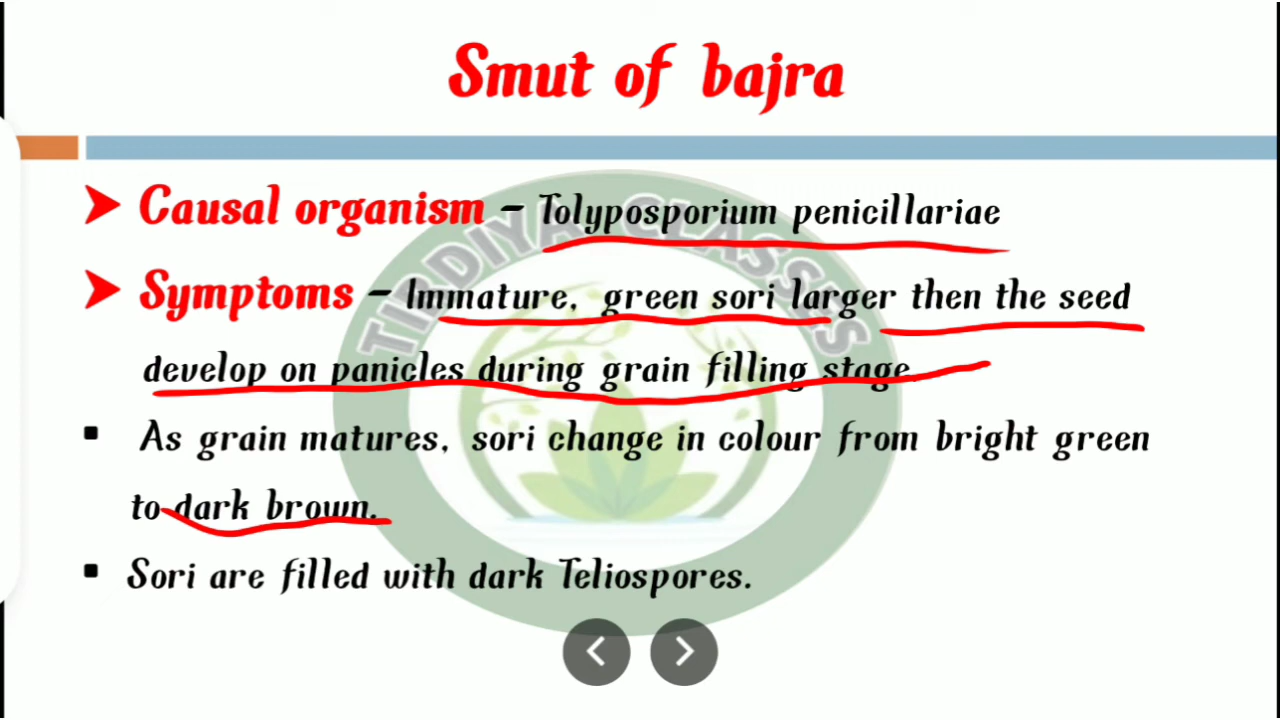 Smut of bajra
Causal organism - Tolyposporium penicillariae
Symptoms - Immature, green sori larger then the seed
develop on panicles during grain filling stage.
As grain matures, sori change in colour from bright green
to dark brown.
Sori are filled with dark Teliospores.
TIRDIYA CLASSES